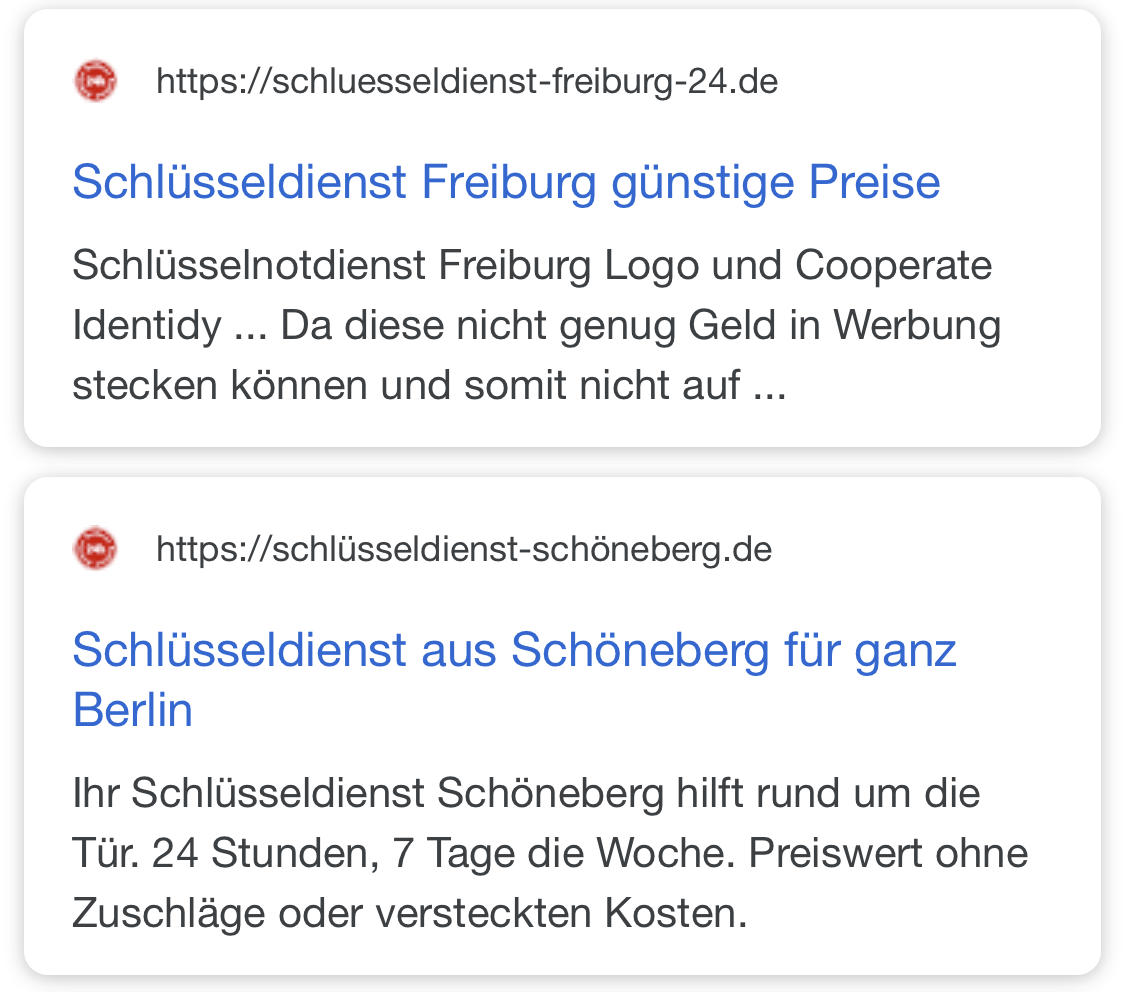 https://schluesseldienst-freiburg-24.de
Schlüsseldienst Freiburg günstige Preise
Schlüsselnotdienst Freiburg Logo und Cooperate
Identidy ... Da diese nicht genug Geld in Werbung
stecken können und somit nicht auf ...
https://schlüsseldienst-schöneberg.de
Schlüsseldienst aus Schöneberg für ganz
Berlin
Ihr Schlüsseldienst Schöneberg hilft rund um die
Tür. 24 Stunden, 7 Tage die Woche. Preiswert ohne
Zuschläge oder versteckten Kosten.